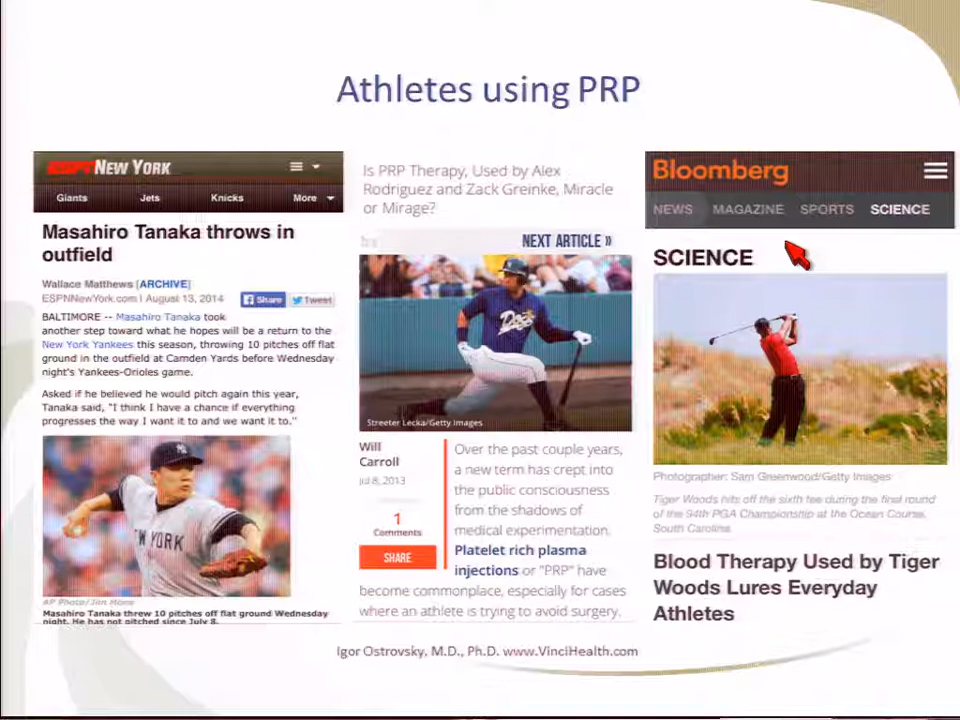 Athletes using PRP
ESPN NEW YORK
Giants Jets Knicks More
Masahiro Tanaka throws in
outfield
Wallace Matthews [ARCHIVE]
ESPNNewYork.com | August 13, 2014
Share Tweet
BALTIMORE -- Masahiro Tanaka took
another step toward what he hopes will be a return to the
New York Yankees this season, throwing 10 pitches off flat
ground in the outfield at Camden Yards before Wednesday
night's Yankees-Orioles game.
Asked if he believed he would pitch again this year,
Tanaka said, "I think I have a chance if everything
progresses the way I want it to and we want it to."
NEW YORK
AP Photo/Jim Mone
Masahiro Tanaka threw 10 pitches off flat ground Wednesday
night. He has not pitched since July 8.
Is PRP Therapy, Used by Alex
Rodriguez and Zack Greinke, Miracle
or Mirage?
NEXT ARTICLE »
Streeter Lecka/Getty Images
Will
Carroll
Jul 8, 2013
1
Comments
SHARE
Over the past couple years,
a new term has crept into
the public consciousness
from the shadows of
medical experimentation.
Platelet rich plasma
injections or "PRP" have
become commonplace, especially for cases
where an athlete is trying to avoid surgery.
Bloomberg
NEWS MAGAZINE SPORTS SCIENCE
SCIENCE
Photographer: Sam Greenwood/Getty Images
Tiger Woods hits off the sixth tee during the final round
of the 94th PGA Championship at the Ocean Course,
South Carolina.
Blood Therapy Used by Tiger
Woods Lures Everyday
Athletes
Igor Ostrovsky, M.D., Ph.D. www.VinciHealth.com